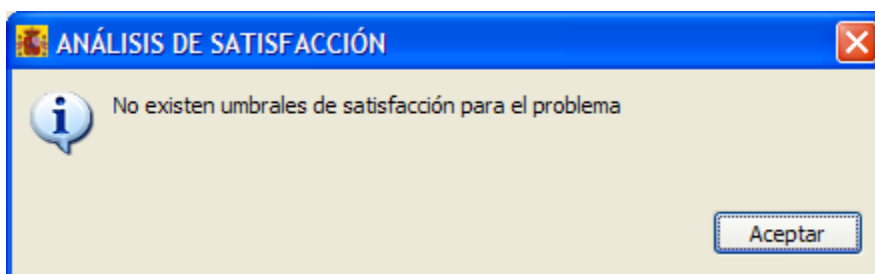 ANÁLISIS DE SATISFACCIÓN
No existen umbrales de satisfacción para el problema
Aceptar